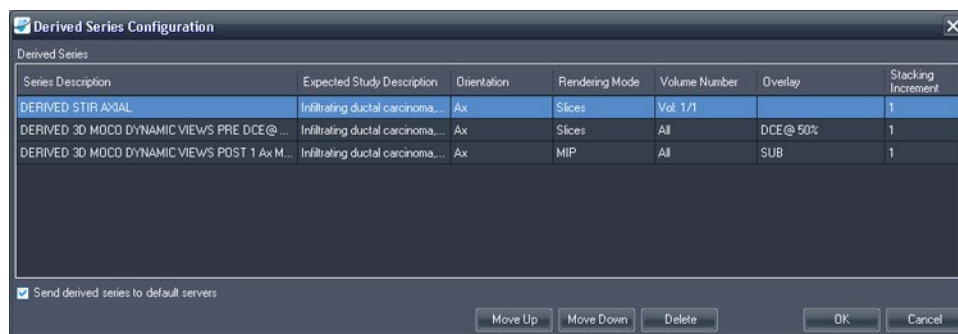 Derived Series Configuration
Derived Series
Series Description Expected Study Description Orientation Rendering Mode Volume Number Overlay Stacking Increment
DERIVED STIR AXIAL Infiltrating ductal carcinoma,... Ax Slices Vol: 1/1 1
DERIVED 3D MOCO DYNAMIC VIEWS PRE DCE@ ... Infiltrating ductal carcinoma,... Ax Slices All DCE@ 50% 1
DERIVED 3D MOCO DYNAMIC VIEWS POST 1 Ax M... Infiltrating ductal carcinoma,... Ax MIP All SUB 1
Send derived series to default servers
Move Up Move Down Delete OK Cancel